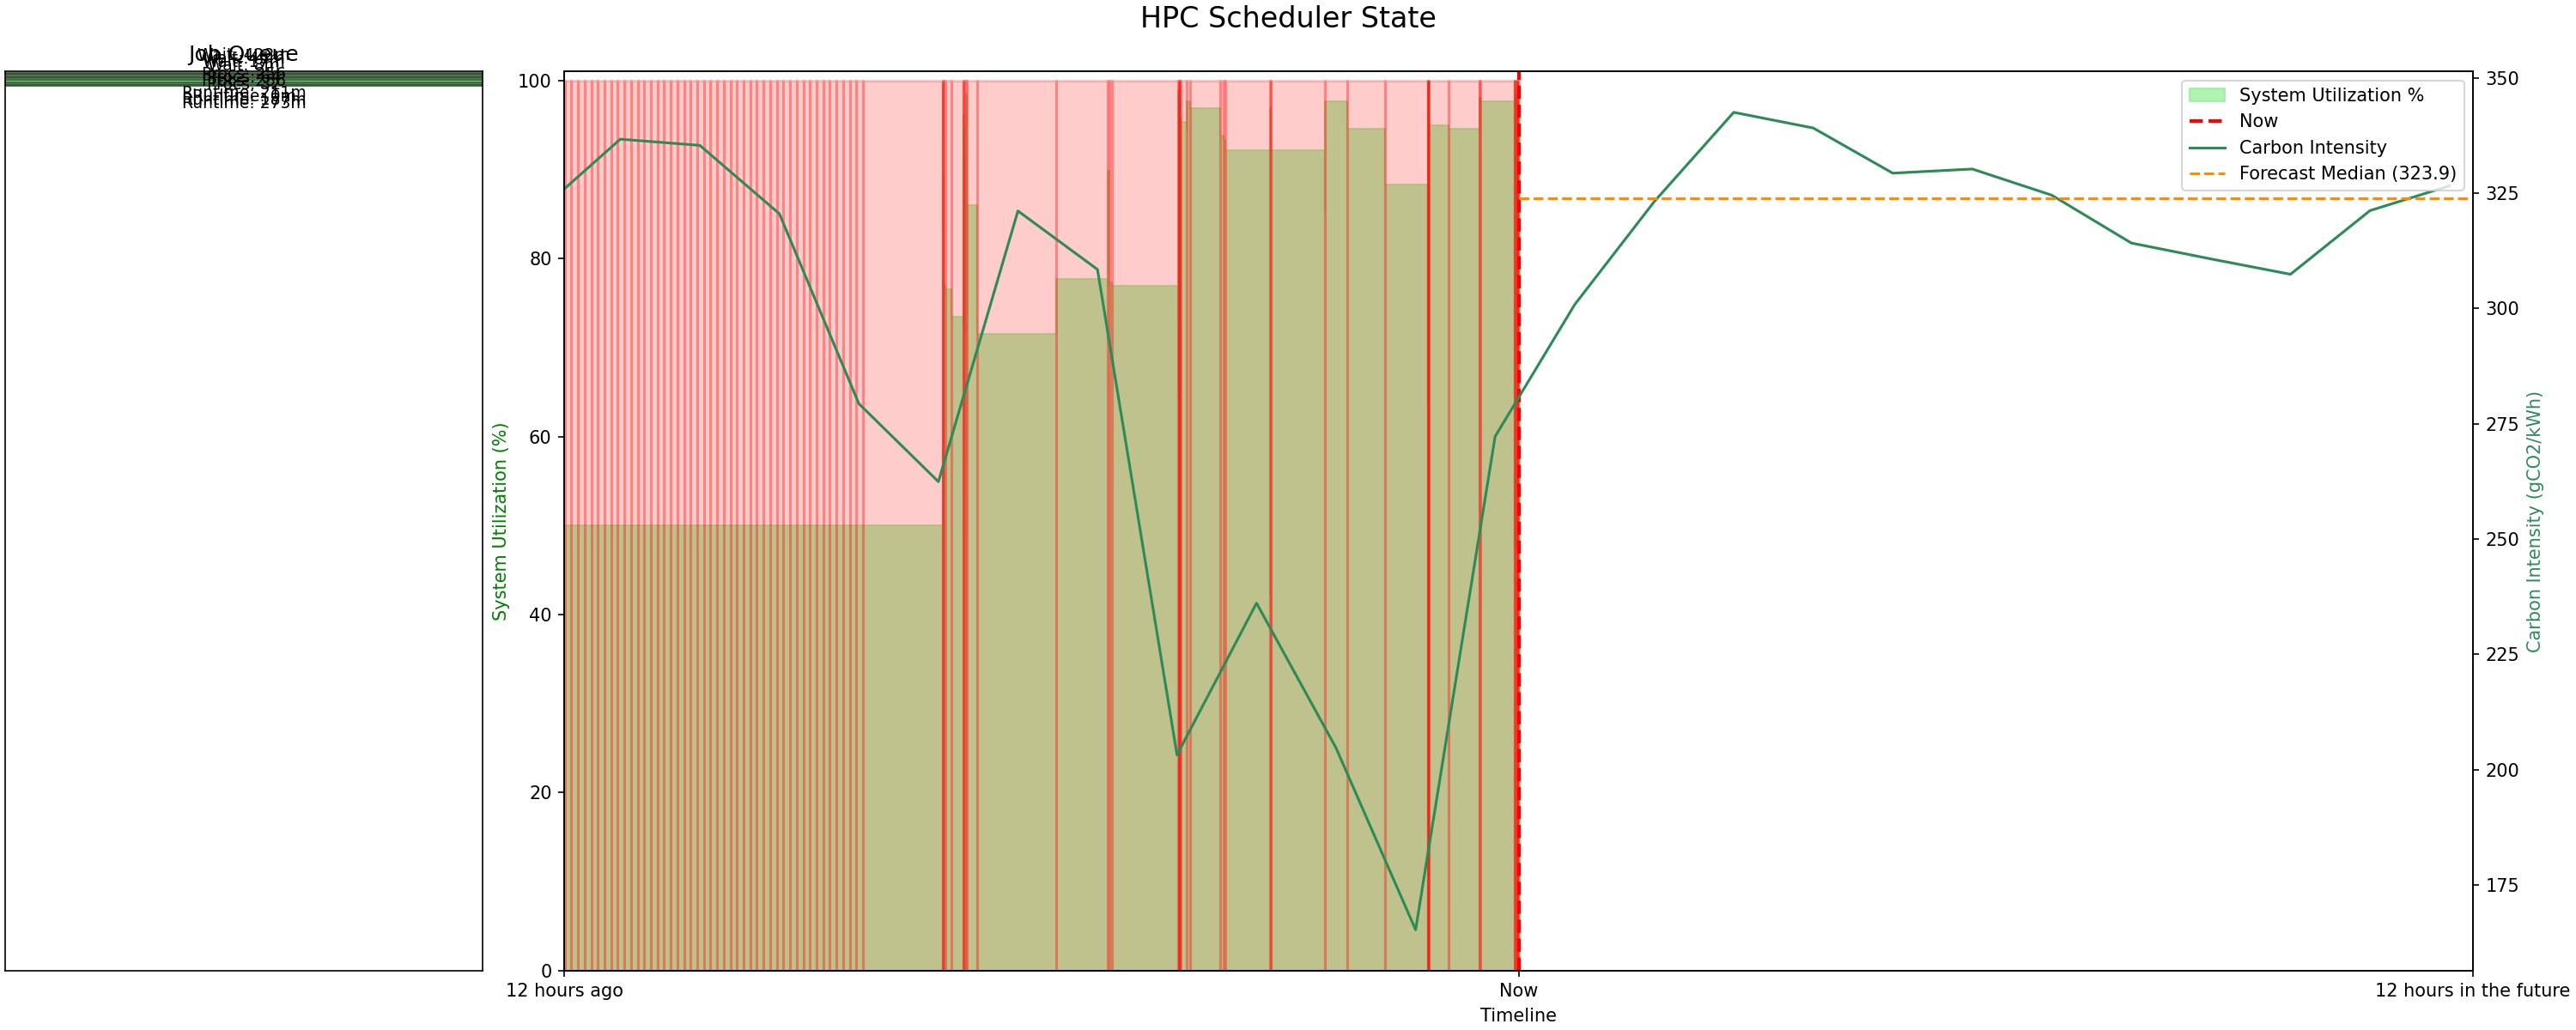 HPC Scheduler State
Job Queue
Runtime: 273m
System Utilization (%)
100
80
60
40
20
0
350
325
300
275
250
225
200
175
Carbon Intensity (gCO2/kWh)
System Utilization %
Now
Carbon Intensity
Forecast Median (323.9)
12 hours ago
Now
12 hours in the future
Timeline